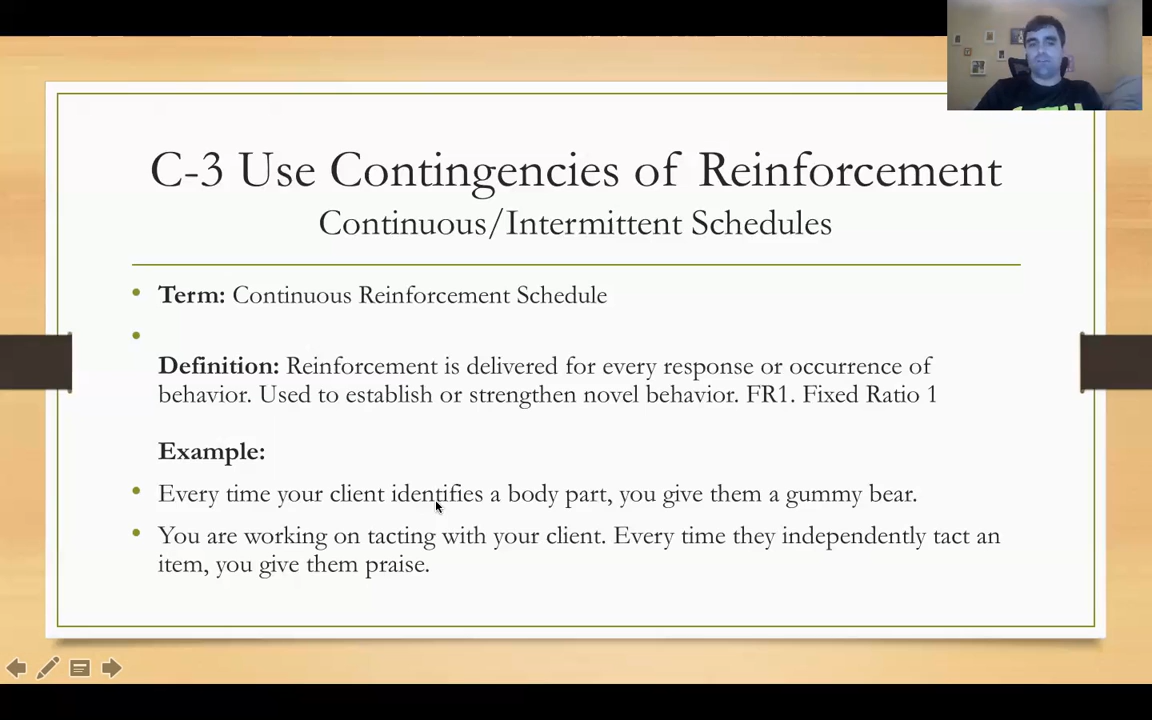 C-3 Use Contingencies of Reinforcement
Continuous/Intermittent Schedules
• Term: Continuous Reinforcement Schedule
•
Definition: Reinforcement is delivered for every response or occurrence of
behavior. Used to establish or strengthen novel behavior. FR1. Fixed Ratio 1
Example:
• Every time your client identifies a body part, you give them a gummy bear.
• You are working on tacting with your client. Every time they independently tact an
item, you give them praise.